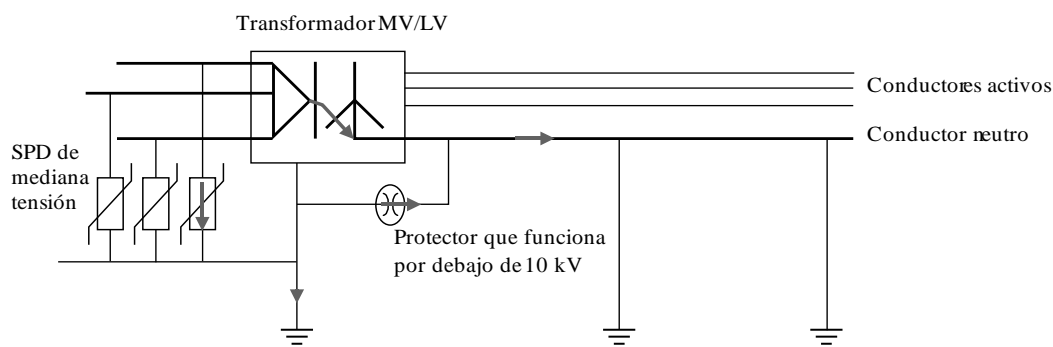 Transformador MV/LV
Conductores activos
Conductor neutro
SPD de
mediana
tensión
Protector que funciona
por debajo de 10 kV